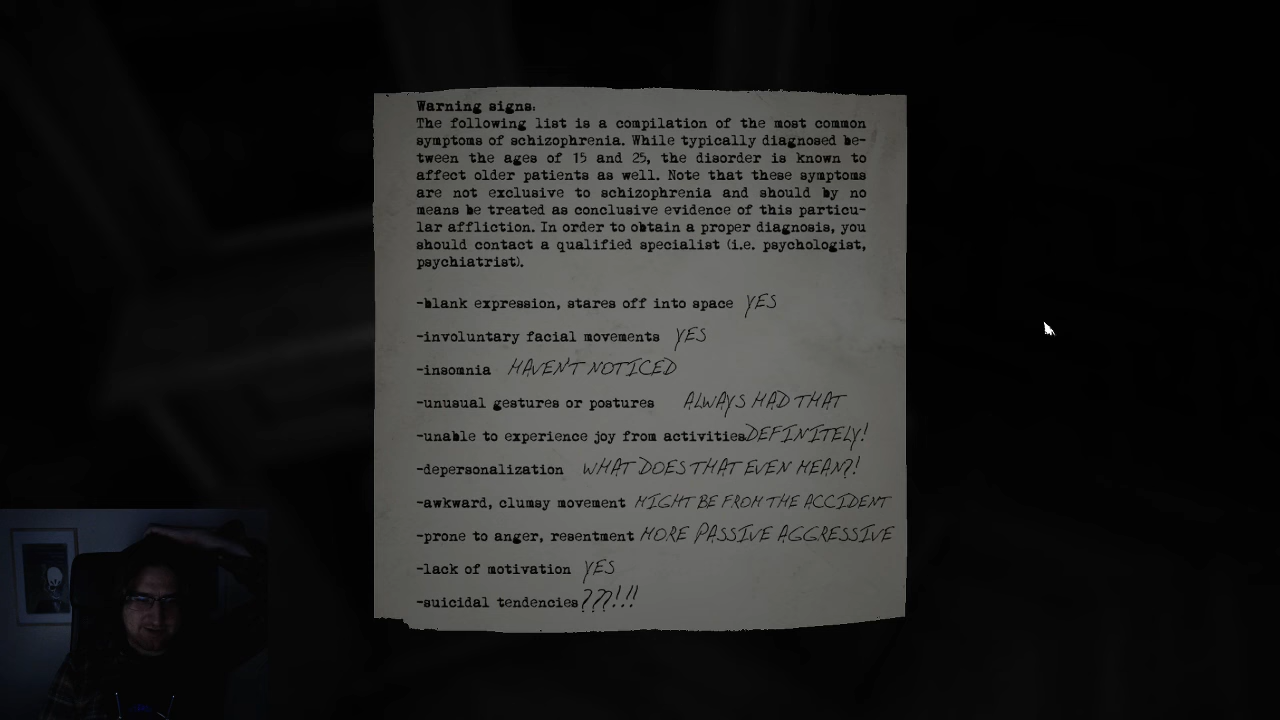 Warning signs:
The following list is a compilation of the most common
symptoms of schizophrenia. While typically diagnosed be-
tween the ages of 15 and 25, the disorder is known to
affect older patients as well. Note that these symptoms
are not exclusive to schizophrenia and should by no
means be treated as conclusive evidence of this particu-
lar affliction. In order to obtain a proper diagnosis, you
should contact a qualified specialist (i.e. psychologist,
psychiatrist).
-blank expression, stares off into space YES
-involuntary facial movements YES
-insomnia HAVEN'T NOTICED
-unusual gestures or postures ALWAYS HAD THAT
-unable to experience joy from activities DEFINITELY!
-depersonalization WHAT DOES THAT EVEN MEAN?!
-awkward, clumsy movement MIGHT BE FROM THE ACCIDENT
-prone to anger, resentment MORE PASSIVE AGGRESSIVE
-lack of motivation YES
-suicidal tendencies ???!!!